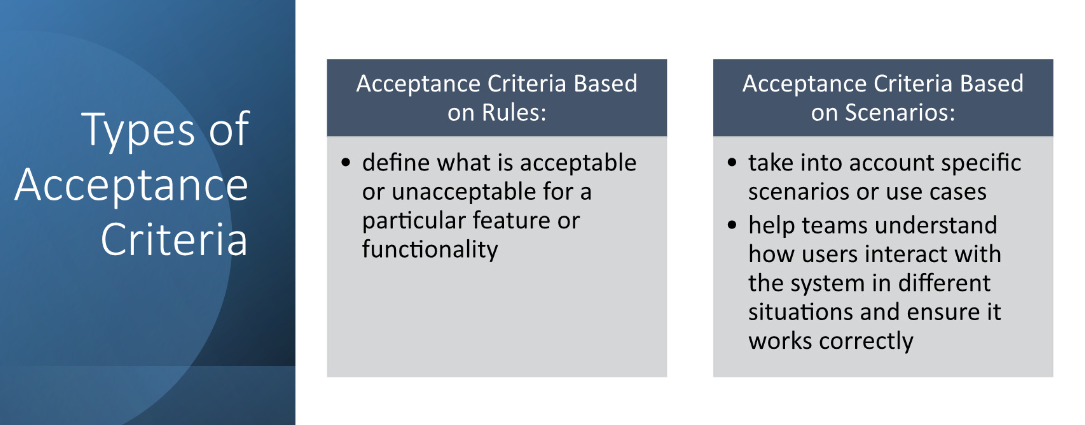 Types of
Acceptance
Criteria
Acceptance Criteria Based
on Rules:
• define what is acceptable
or unacceptable for a
particular feature or
functionality
Acceptance Criteria Based
on Scenarios:
• take into account specific
scenarios or use cases
• help teams understand
how users interact with
the system in different
situations and ensure it
works correctly